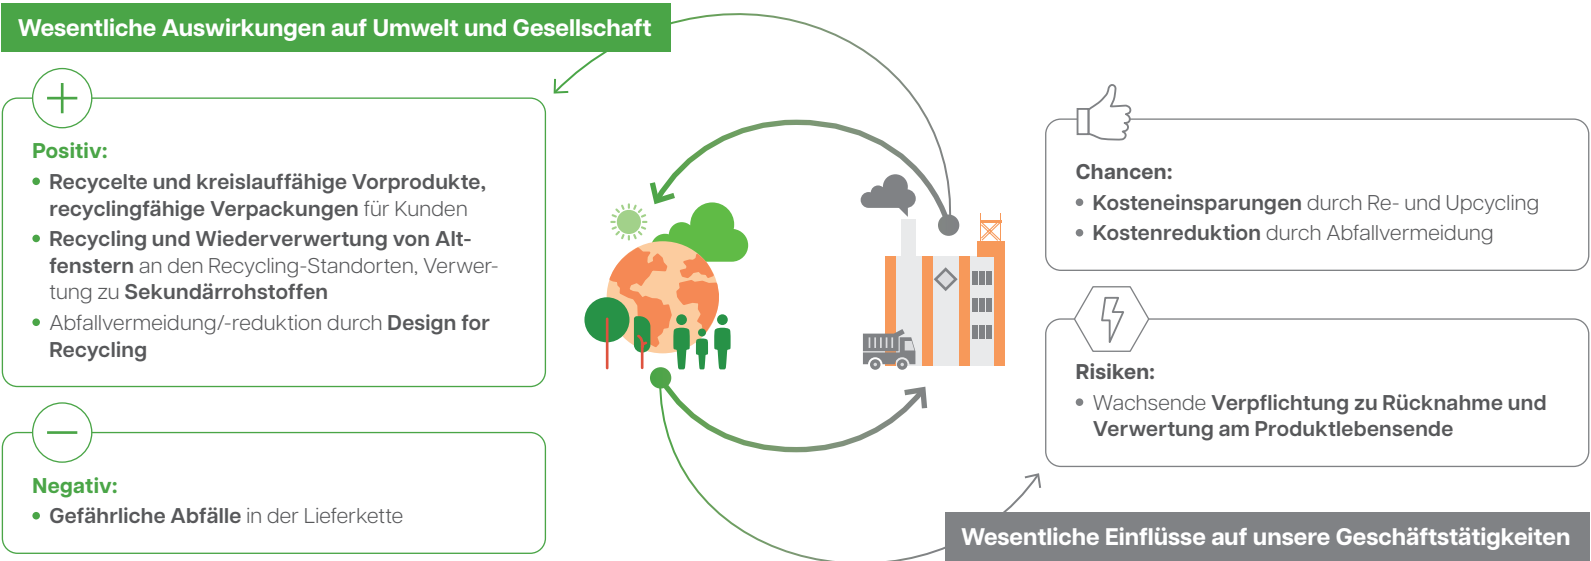 Wesentliche Auswirkungen auf Umwelt und Gesellschaft
Positiv:
• Recycelte und kreislauffähige Vorprodukte,
recyclingfähige Verpackungen für Kunden
• Recycling und Wiederverwertung von Alt-
fenstern an den Recycling-Standorten, Verwer-
tung zu Sekundärrohstoffen
• Abfallvermeidung/-reduktion durch Design for
Recycling
Negativ:
• Gefährliche Abfälle in der Lieferkette
Chancen:
• Kosteneinsparungen durch Re- und Upcycling
• Kostenreduktion durch Abfallvermeidung
Risiken:
• Wachsende Verpflichtung zu Rücknahme und
Verwertung am Produktlebensende
Wesentliche Einflüsse auf unsere Geschäftstätigkeiten